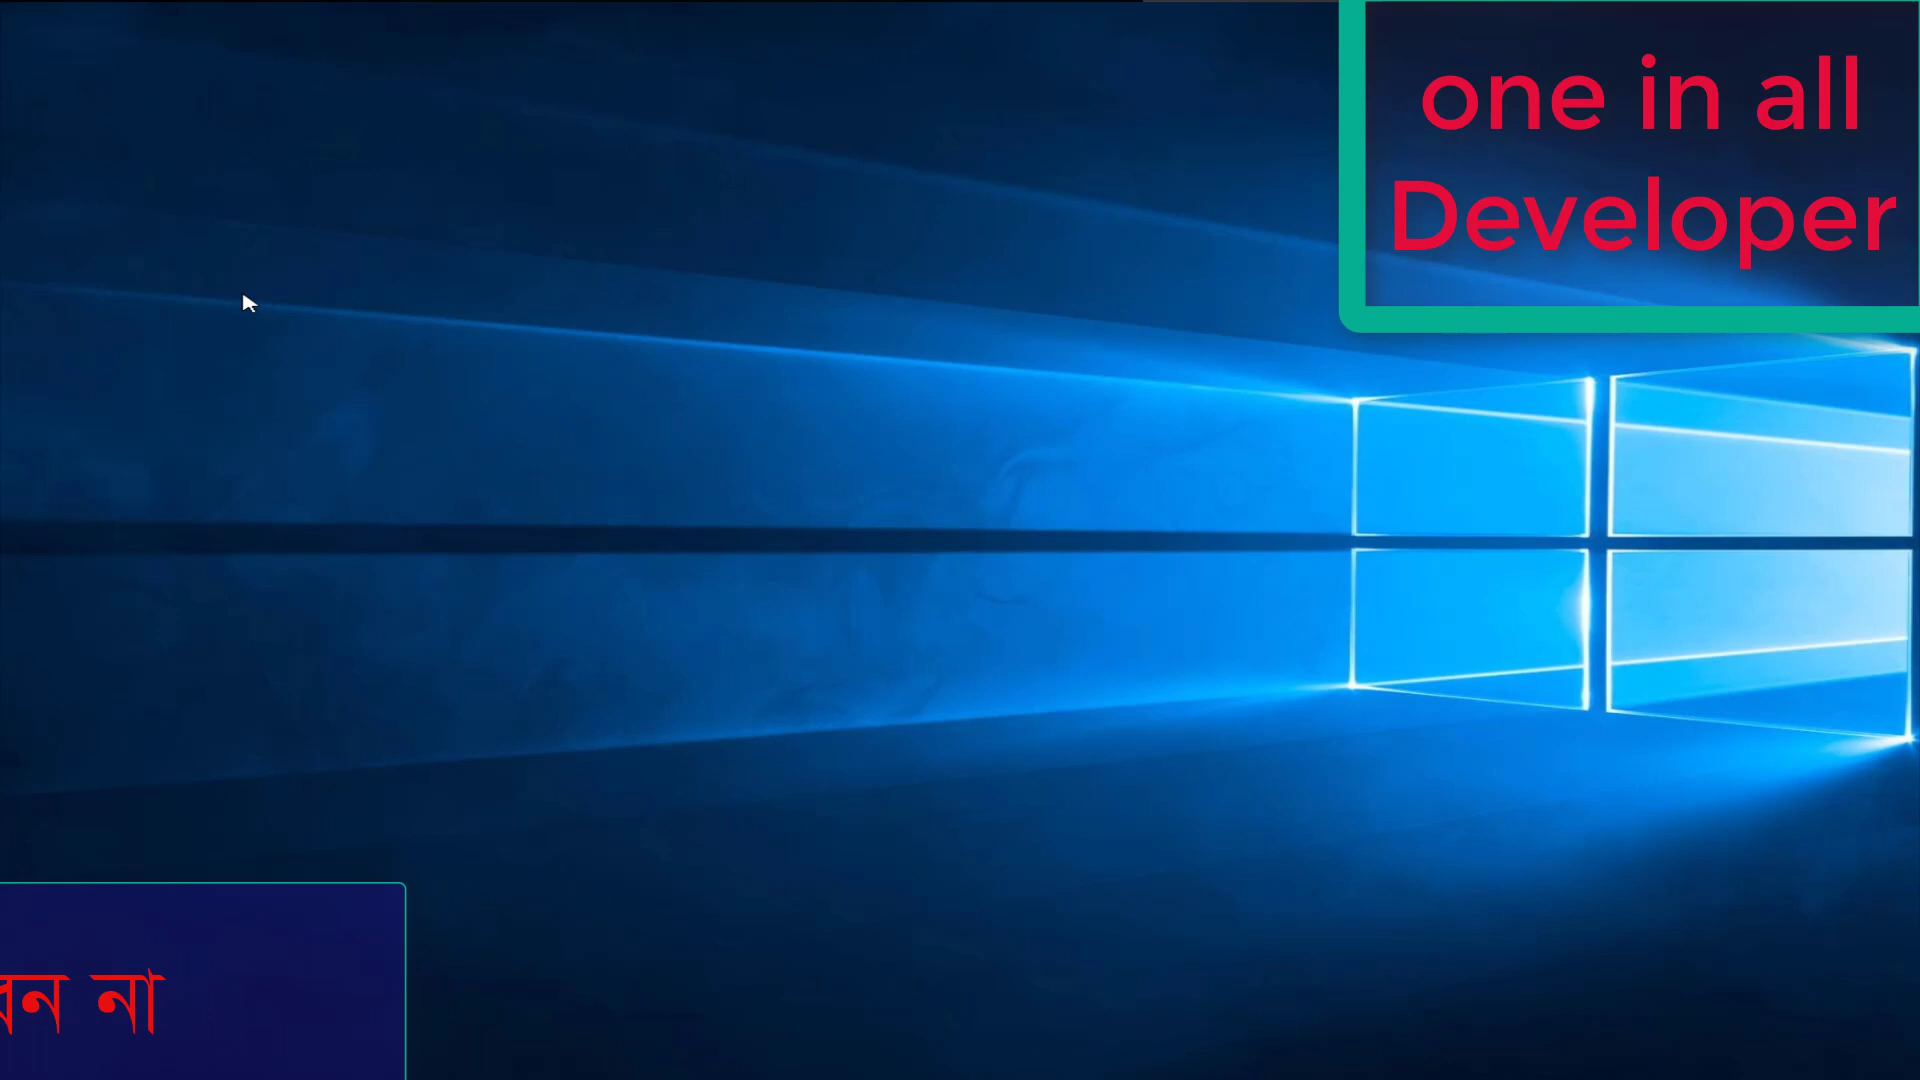 one in all
Developer
না